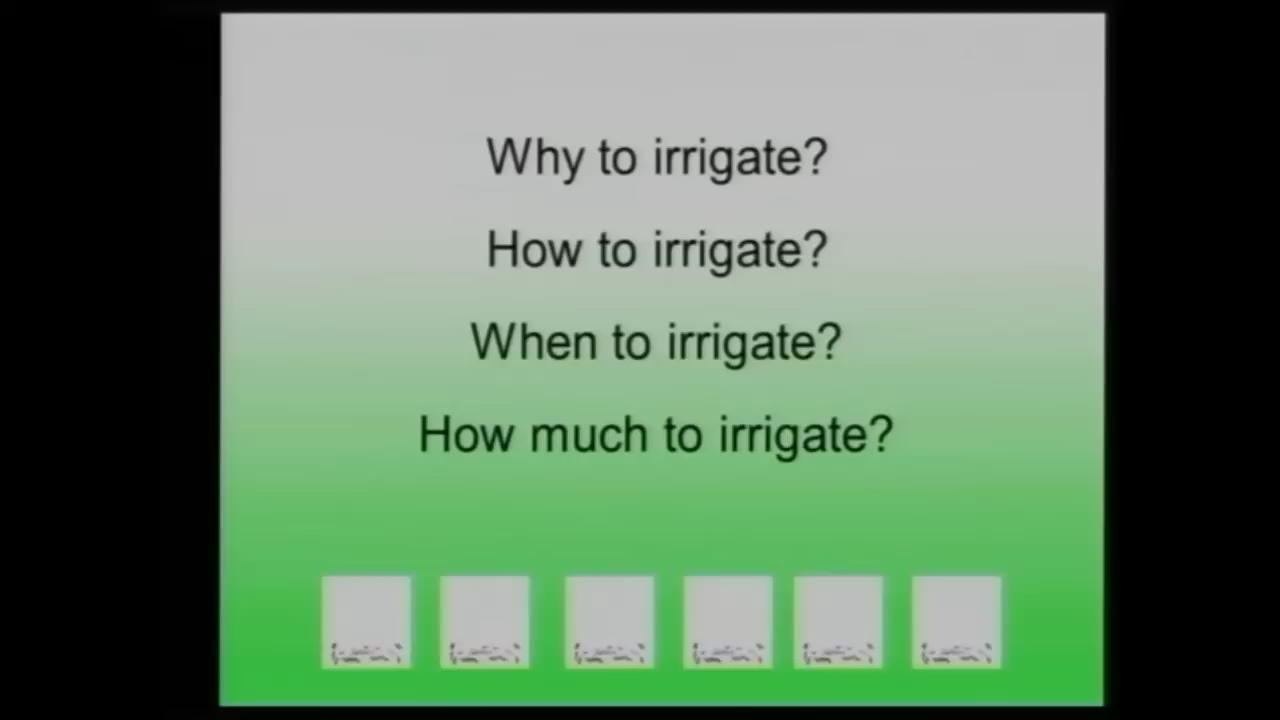 Why to irrigate?
How to irrigate?
When to irrigate?
How much to irrigate?